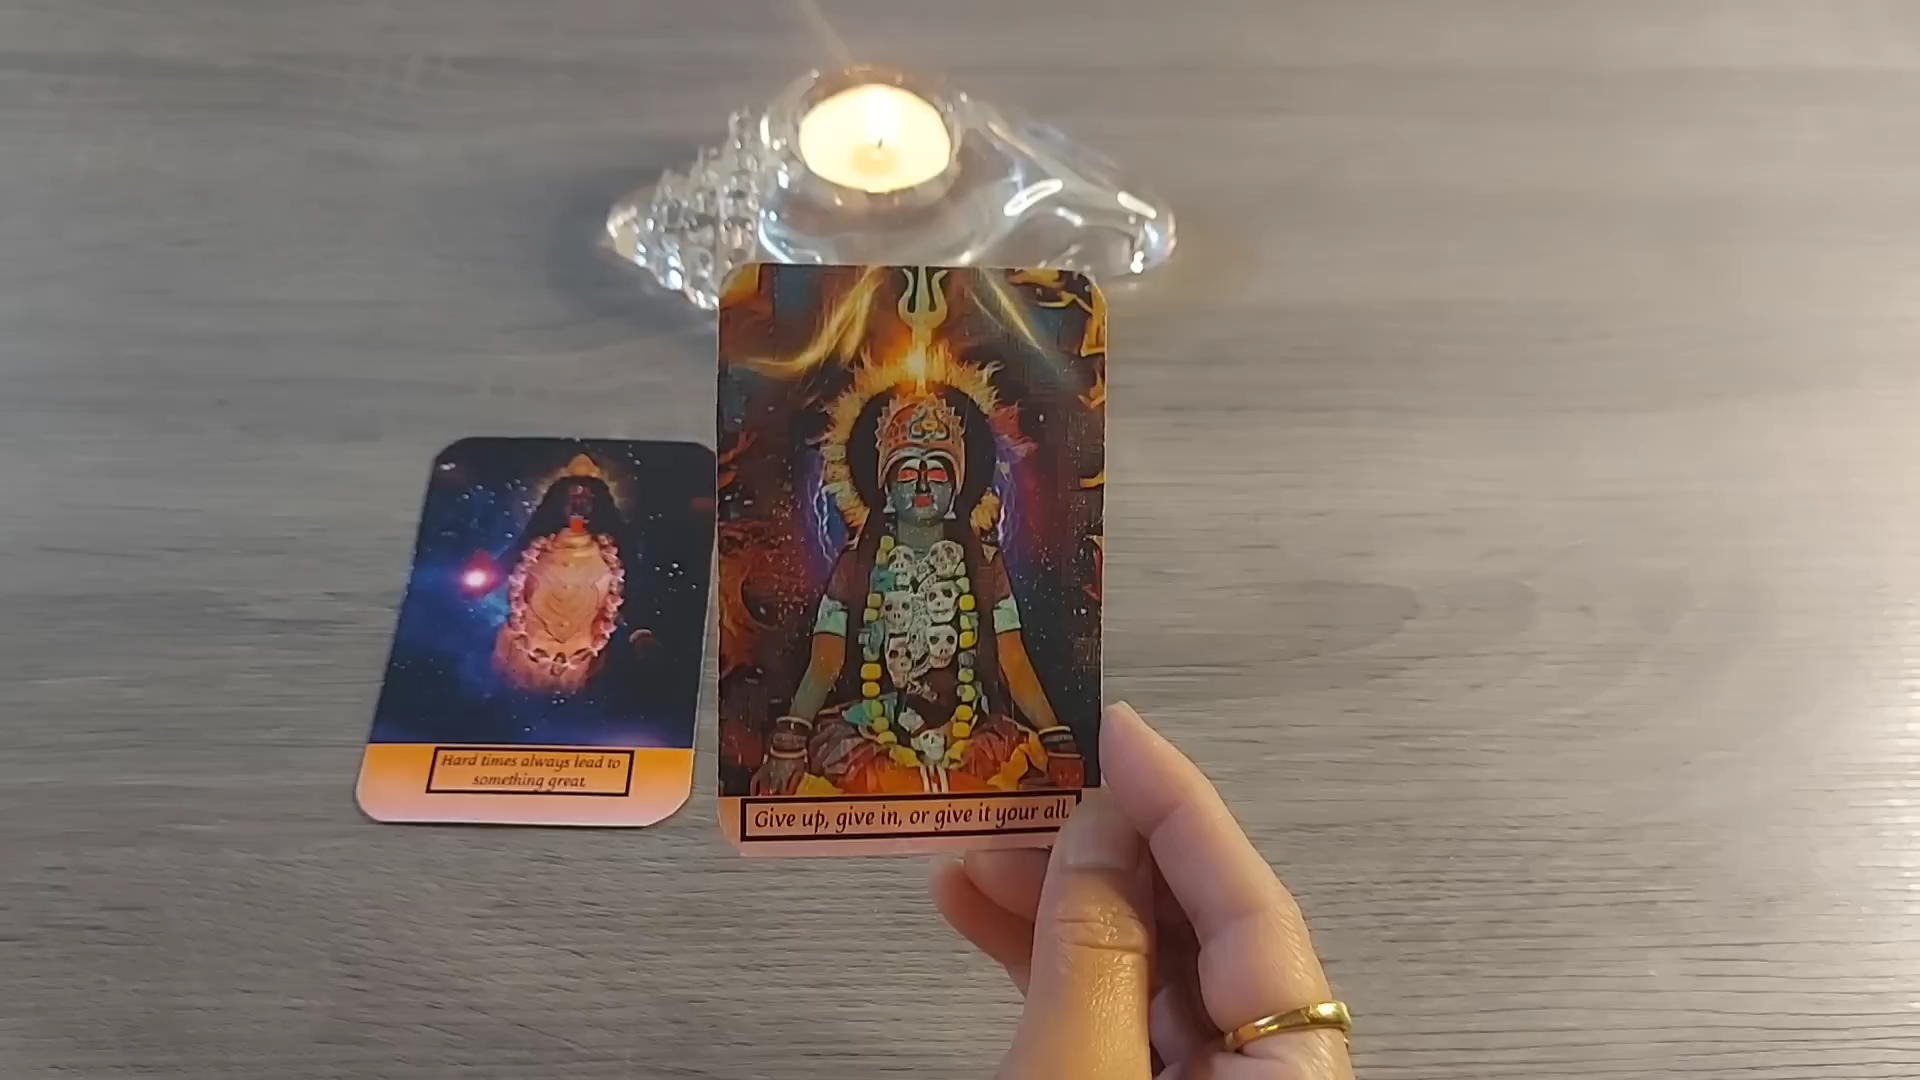 Hard times always lead to
something great.
Give up, give in, or give it your all.